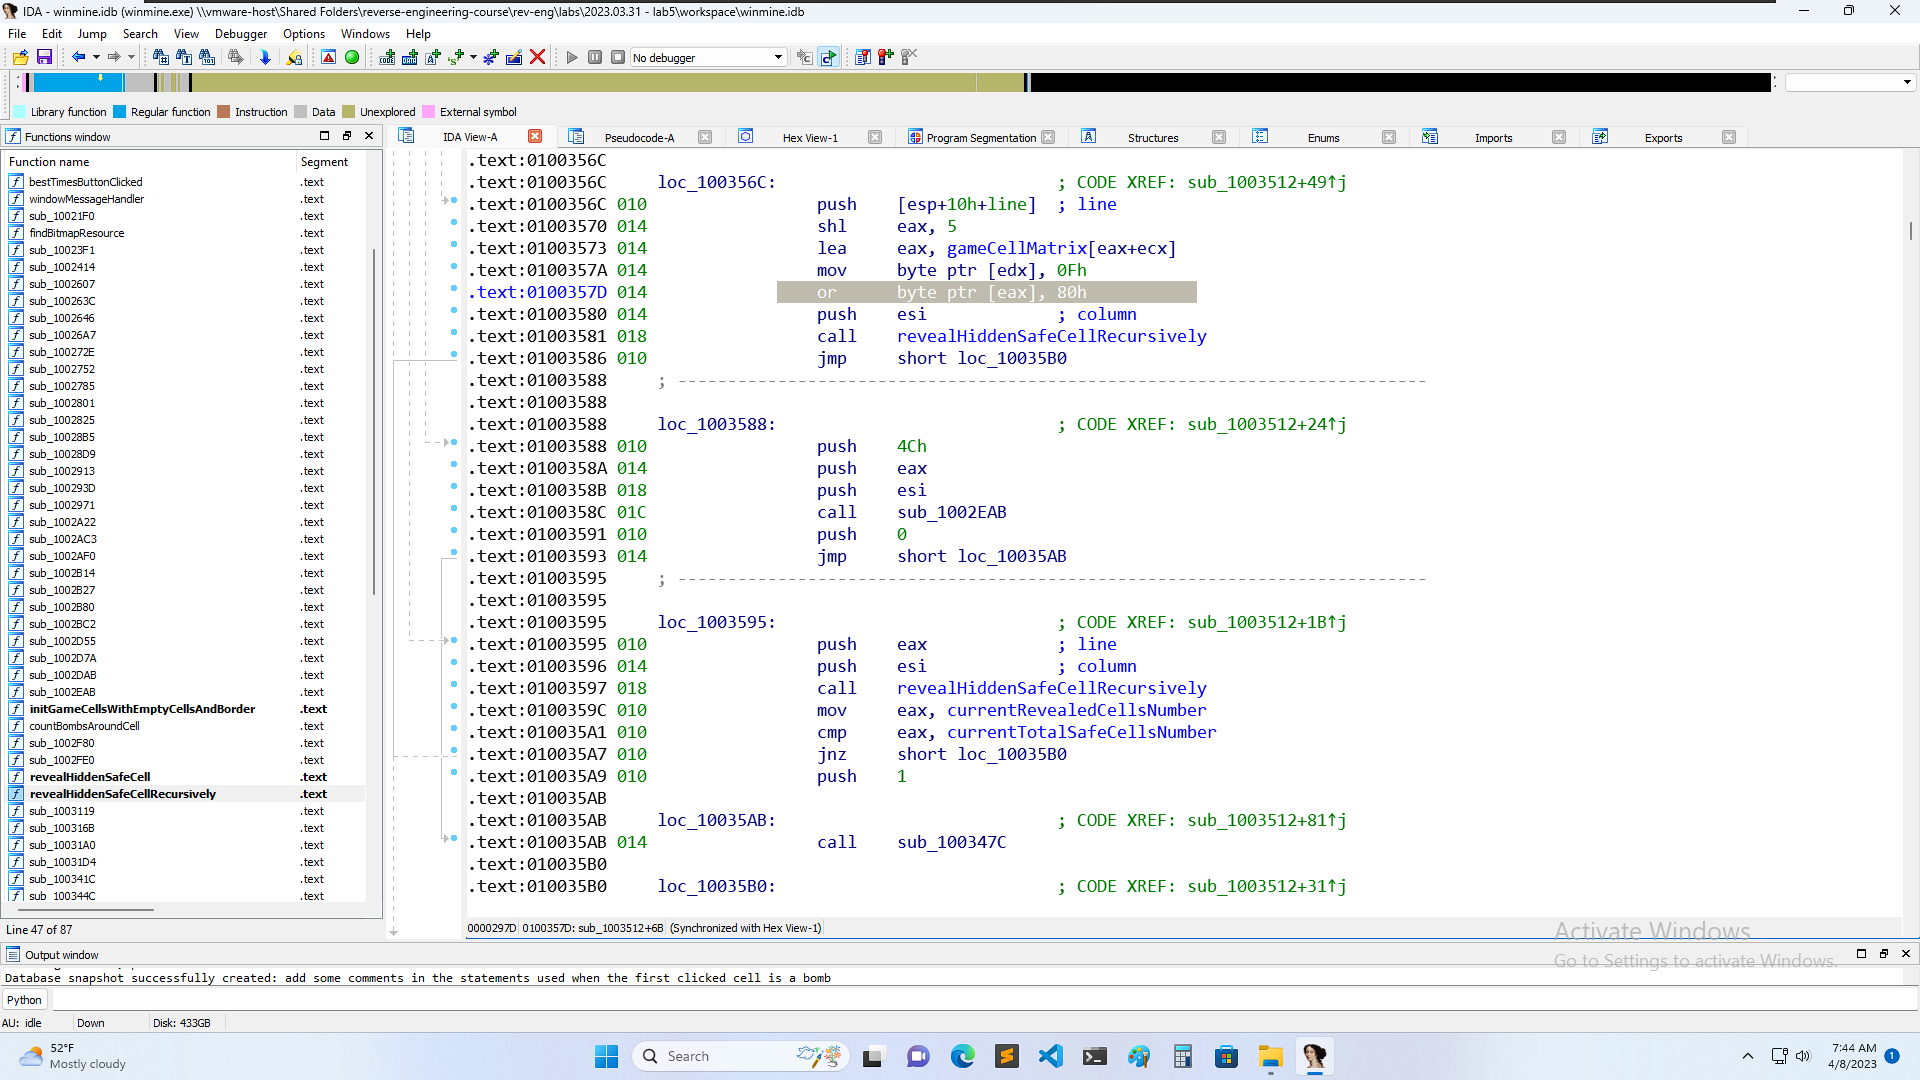 IDA - winmine.idb (winmine.exe) \\vmware-host\Shared Folders\reverse-engineering-course\rev-eng\labs\2023.03.31 - lab5\workspace\winmine.idb
File Edit Jump Search View Debugger Options Windows Help
No debugger
Library function Regular function Instruction Data Unexplored External symbol
Functions window
IDA View-A Pseudocode-A Hex View-1 Program Segmentation Structures Enums Imports Exports
Function name Segment
bestTimesButtonClicked .text
windowMessageHandler .text
sub_10021F0 .text
findBitmapResource .text
sub_10023F1 .text
sub_1002414 .text
sub_1002607 .text
sub_100263C .text
sub_1002646 .text
sub_10026A7 .text
sub_100272E .text
sub_1002752 .text
sub_1002785 .text
sub_1002801 .text
sub_1002825 .text
sub_10028B5 .text
sub_10028D9 .text
sub_1002913 .text
sub_100293D .text
sub_1002971 .text
sub_1002A22 .text
sub_1002AC3 .text
sub_1002AF0 .text
sub_1002B14 .text
sub_1002B27 .text
sub_1002B80 .text
sub_1002BC2 .text
sub_1002D55 .text
sub_1002D7A .text
sub_1002DAB .text
sub_1002EAB .text
initGameCellsWithEmptyCellsAndBorder .text
countBombsAroundCell .text
sub_1002F80 .text
sub_1002FE0 .text
revealHiddenSafeCell .text
revealHiddenSafeCellRecursively .text
sub_1003119 .text
sub_100316B .text
sub_10031A0 .text
sub_10031D4 .text
sub_100341C .text
sub_100344C .text
Line 47 of 87
.text:0100356C
.text:0100356C loc_100356C: ; CODE XREF: sub_1003512+49↑j
.text:0100356C 010 push [esp+10h+line] ; line
.text:01003570 014 shl eax, 5
.text:01003573 014 lea eax, gameCellMatrix[eax+ecx]
.text:0100357A 014 mov byte ptr [edx], 0Fh
.text:0100357D 014 or byte ptr [eax], 80h
.text:01003580 014 push esi ; column
.text:01003581 018 call revealHiddenSafeCellRecursively
.text:01003586 010 jmp short loc_10035B0
.text:01003588 ; ---------------------------------------------------------------------------
.text:01003588
.text:01003588 loc_1003588: ; CODE XREF: sub_1003512+24↑j
.text:01003588 010 push 4Ch
.text:0100358A 014 push eax
.text:0100358B 018 push esi
.text:0100358C 01C call sub_1002EAB
.text:01003591 010 push 0
.text:01003593 014 jmp short loc_10035AB
.text:01003595 ; ---------------------------------------------------------------------------
.text:01003595
.text:01003595 loc_1003595: ; CODE XREF: sub_1003512+1B↑j
.text:01003595 010 push eax ; line
.text:01003596 014 push esi ; column
.text:01003597 018 call revealHiddenSafeCellRecursively
.text:0100359C 010 mov eax, currentRevealedCellsNumber
.text:010035A1 010 cmp eax, currentTotalSafeCellsNumber
.text:010035A7 010 jnz short loc_10035B0
.text:010035A9 010 push 1
.text:010035AB
.text:010035AB loc_10035AB: ; CODE XREF: sub_1003512+81↑j
.text:010035AB 014 call sub_100347C
.text:010035B0
.text:010035B0 loc_10035B0: ; CODE XREF: sub_1003512+31↑j
0000297D 0100357D: sub_1003512+6B (Synchronized with Hex View-1)
Activate Windows
Go to Settings to activate Windows.
Output window
Database snapshot successfully created: add some comments in the statements used when the first clicked cell is a bomb
Python
AU: idle Down Disk: 433GB
52°F
Mostly cloudy
Search
7:44 AM
4/8/2023
1